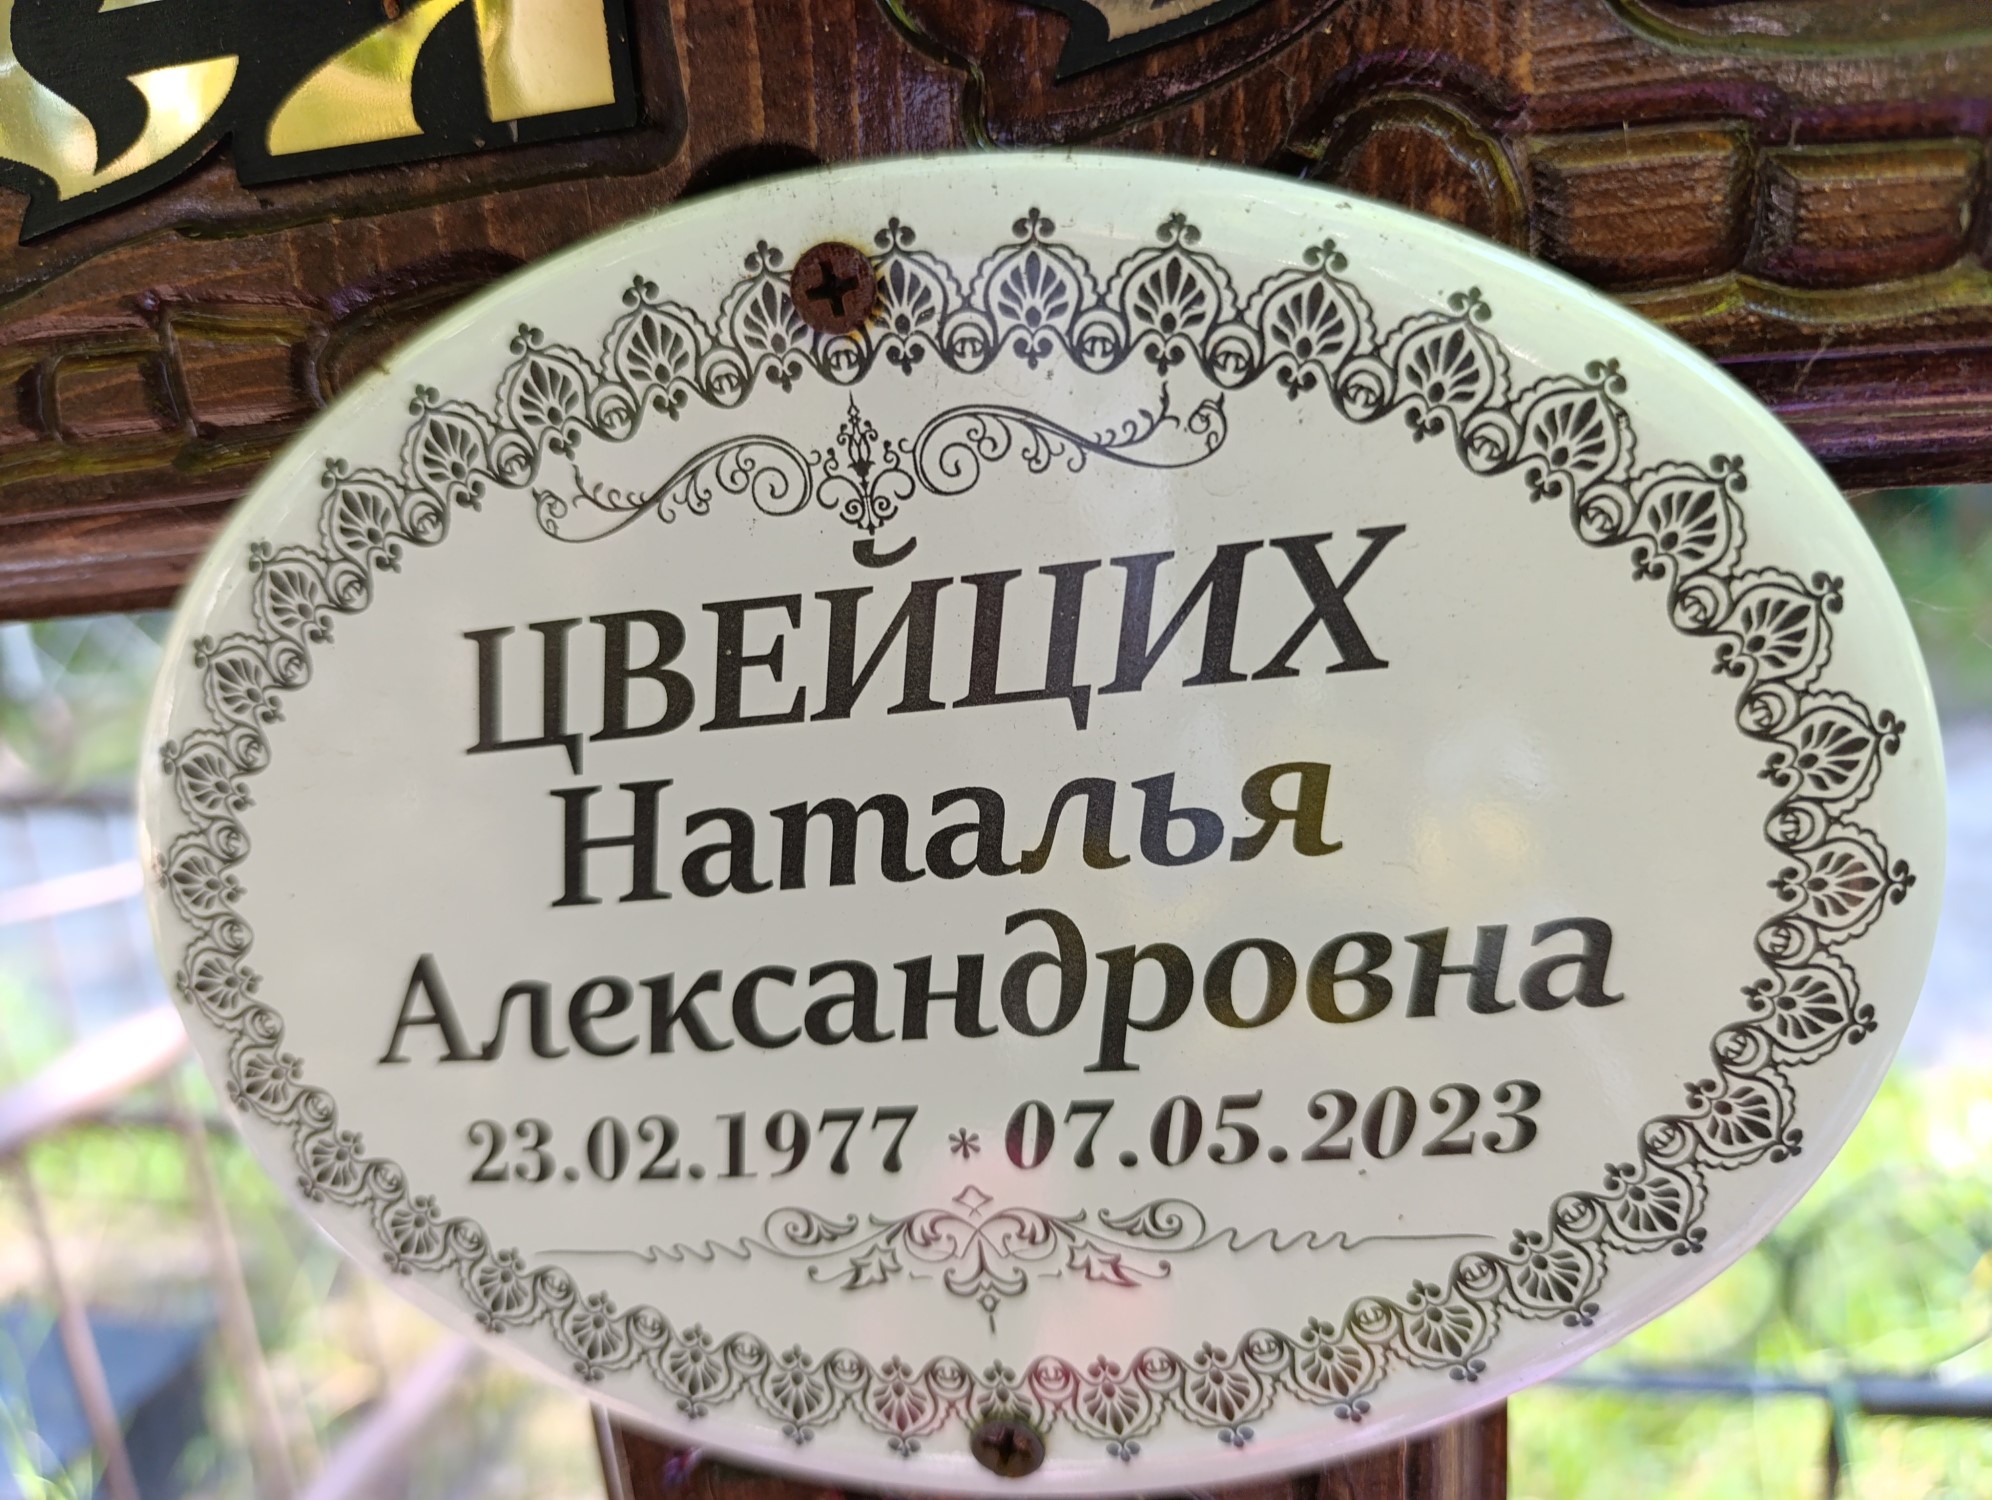 ЦВЕЙЦИХ
Наталья
Александровна
23.02.1977 * 07.05.2023